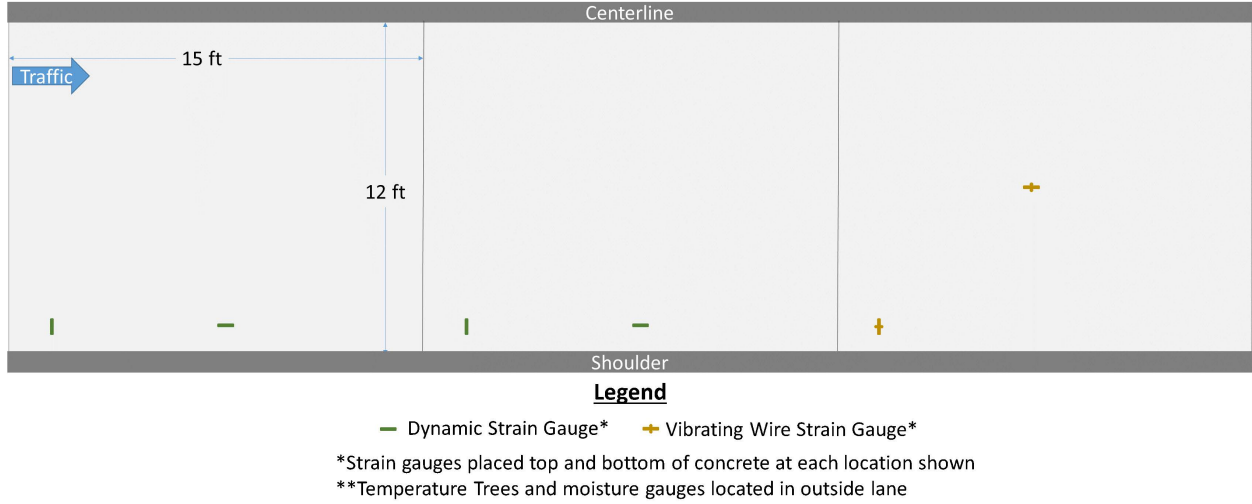 Centerline
15 ft
Traffic
12 ft
Shoulder
Legend
Dynamic Strain Gauge* Vibrating Wire Strain Gauge*
*Strain gauges placed top and bottom of concrete at each location shown
**Temperature Trees and moisture gauges located in outside lane